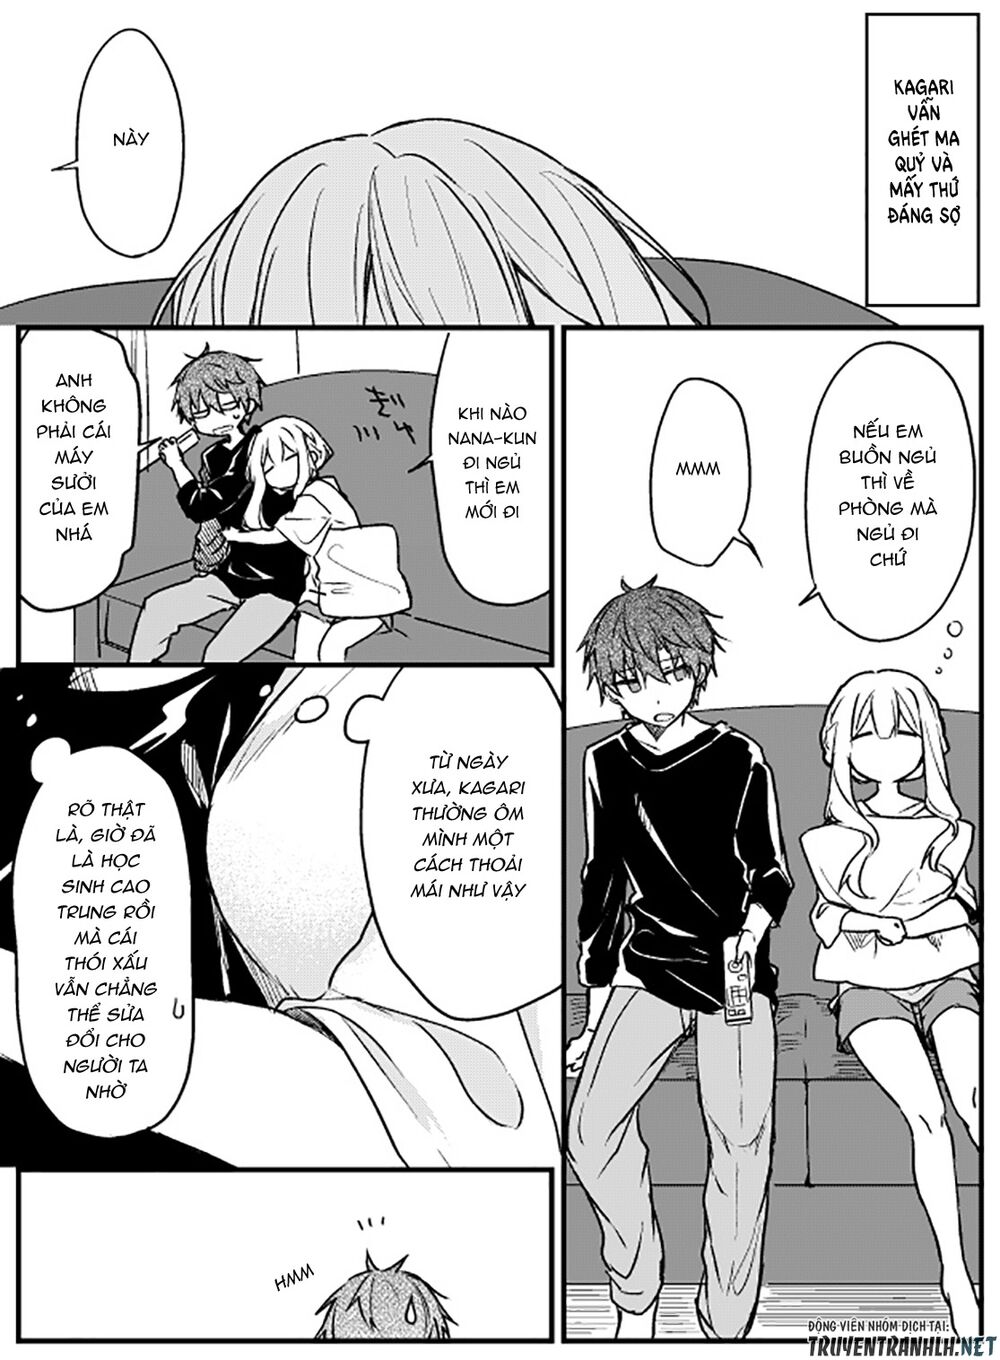 KAGARI
VẪN
GHÉT MA
QUỶ VÀ
MẤY THỨ
ĐÁNG SỢ
NÀY
NẾU EM
BUỒN NGỦ
THÌ VỀ
PHÒNG MÀ
NGỦ ĐI
CHỨ
MMM
KHI NÀO
NANA-KUN
ĐI NGỦ
THÌ EM
MỚI ĐI
ぎゅ
ANH
KHÔNG
PHẢI CÁI
MÁY
SƯỞI
CỦA EM
NHÁ
TỪ NGÀY
XƯA, KAGARI
THƯỜNG ÔM
MÌNH MỘT
CÁCH THOẢI
MÁI NHƯ VẬY
RÕ THẬT
LÀ, GIỜ ĐÃ
LÀ HỌC
SINH CAO
TRUNG RỒI
MÀ CÁI
THÓI XẤU
VẪN CHẲNG
THỂ SỬA
ĐỔI CHO
NGƯỜI TA
NHỜ
HMM
ĐỘNG VIÊN NHÓM DỊCH TẠI:
TRUYENTRANHLH.NET